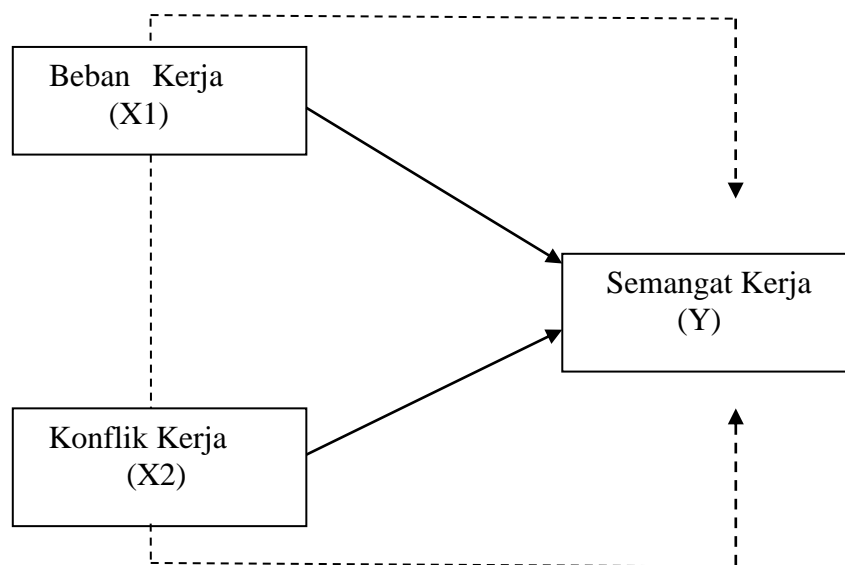 Beban Kerja
(X1)
Semangat Kerja
(Y)
Konflik Kerja
(X2)